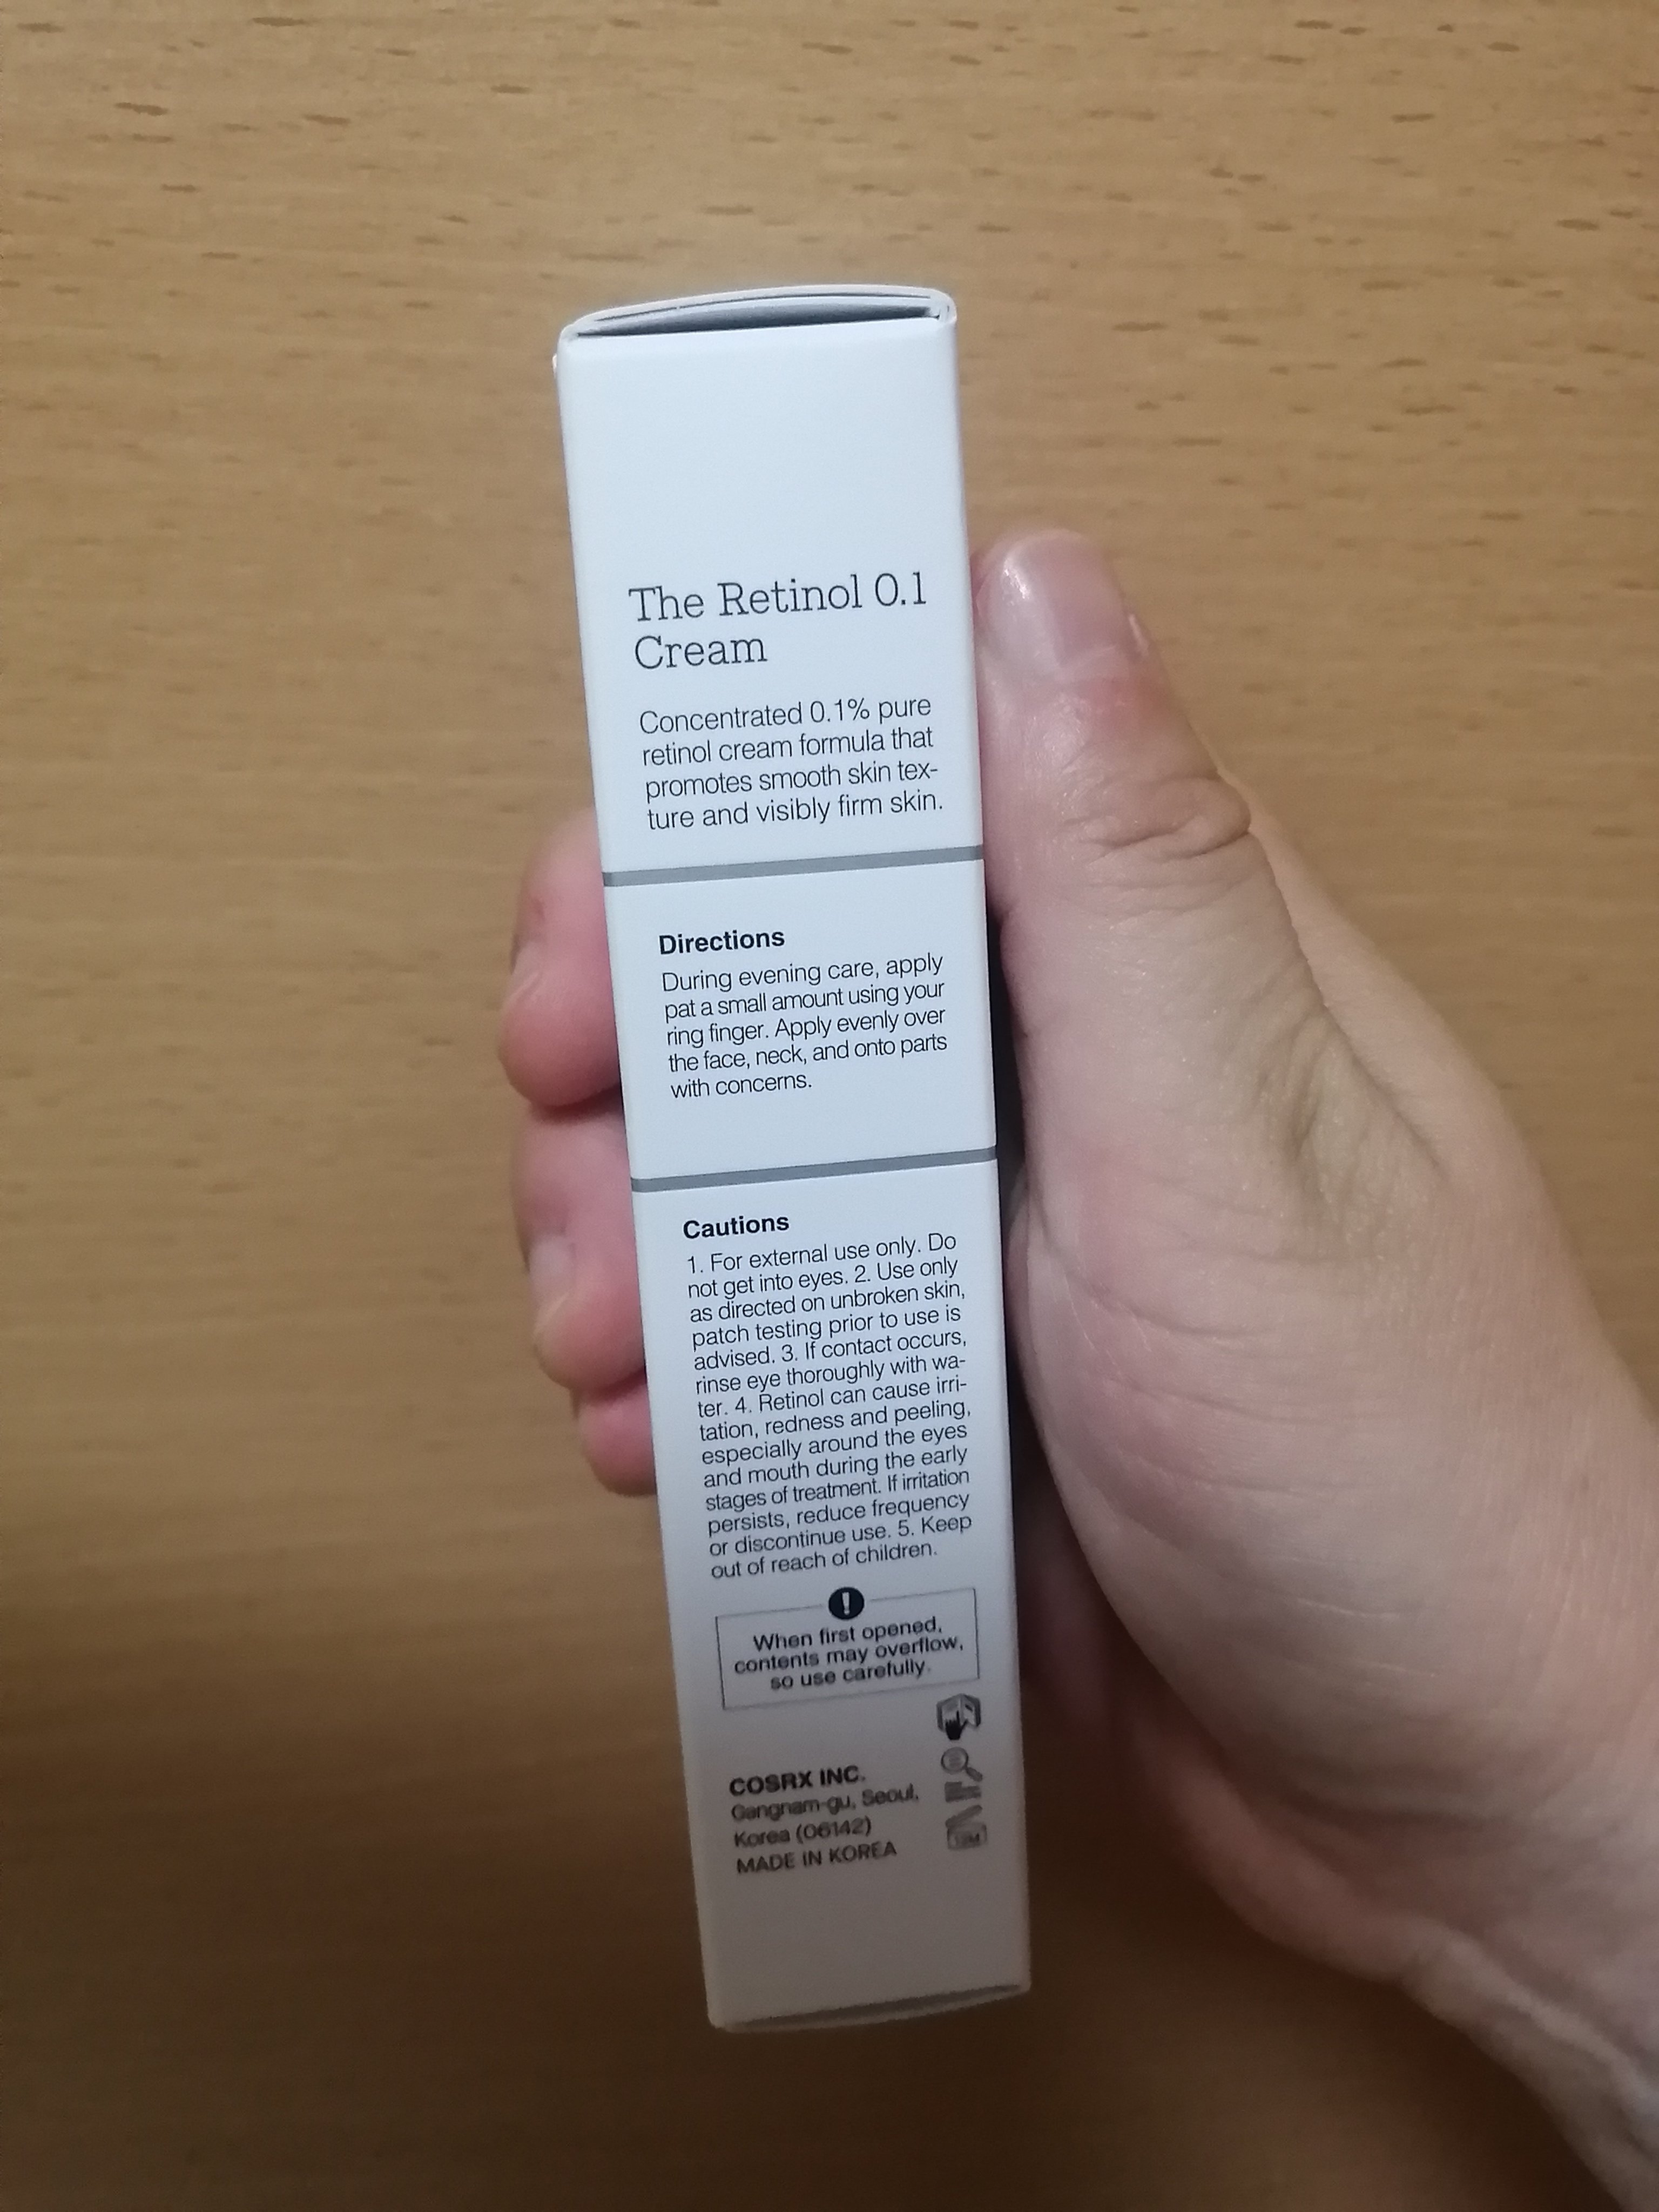 The Retinol 0.1
Cream
Concentrated 0.1% pure
retinol cream formula that
promotes smooth skin tex-
ture and visibly firm skin.
Directions
During evening care, apply
pat a small amount using your
ring finger. Apply evenly over
the face, neck, and onto parts
with concerns.
Cautions
1. For external use only. Do
not get into eyes. 2. Use only
as directed on unbroken skin,
patch testing prior to use is
advised. 3. If contact occurs,
rinse eye thoroughly with wa-
ter. 4. Retinol can cause irri-
tation, redness and peeling,
especially around the eyes
and mouth during the early
stages of treatment. If irritation
persists, reduce frequency
or discontinue use. 5. Keep
out of reach of children.
!
When first opened,
contents may overflow,
so use carefully.
COSRX INC.
Gangnam-gu, Seoul,
Korea (06142)
MADE IN KOREA